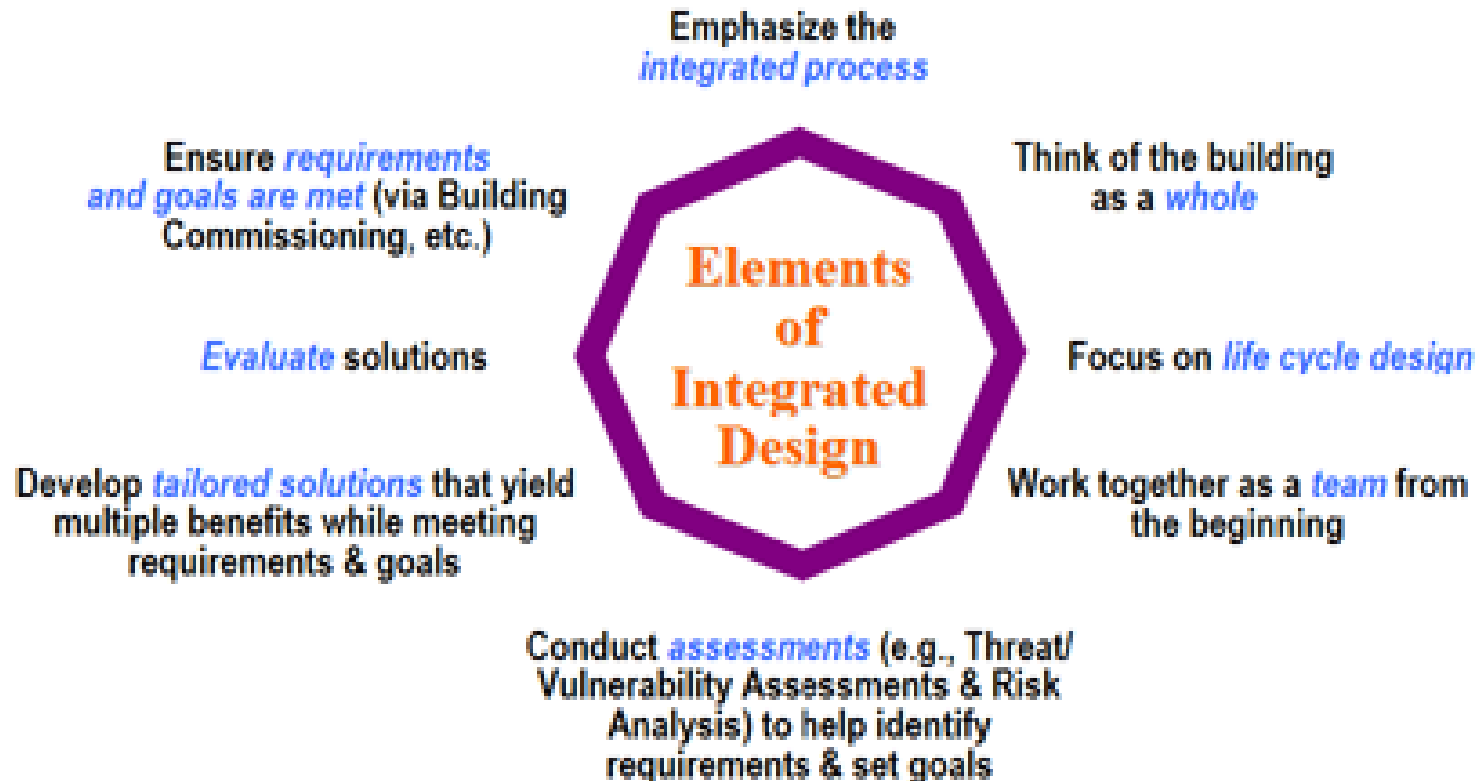 Emphasize the
integrated process
Think of the building
as a whole
Focus on life cycle design
Work together as a team from
the beginning
Conduct assessments (e.g., Threat/
Vulnerability Assessments & Risk
Analysis) to help identify
requirements & set goals
Develop tailored solutions that yield
multiple benefits while meeting
requirements & goals
Evaluate solutions
Ensure requirements
and goals are met (via Building
Commissioning, etc.)
Elements
of
Integrated
Design